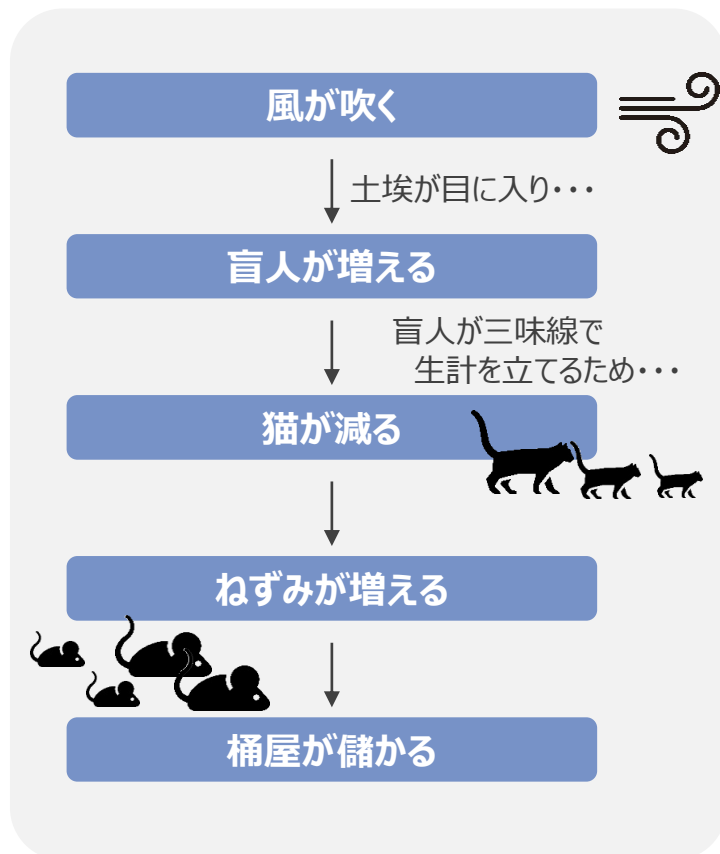 風が吹く
土埃が目に入り・・・
盲人が増える
盲人が三味線で
生計を立てるため・・・
猫が減る
ねずみが増える
桶屋が儲かる